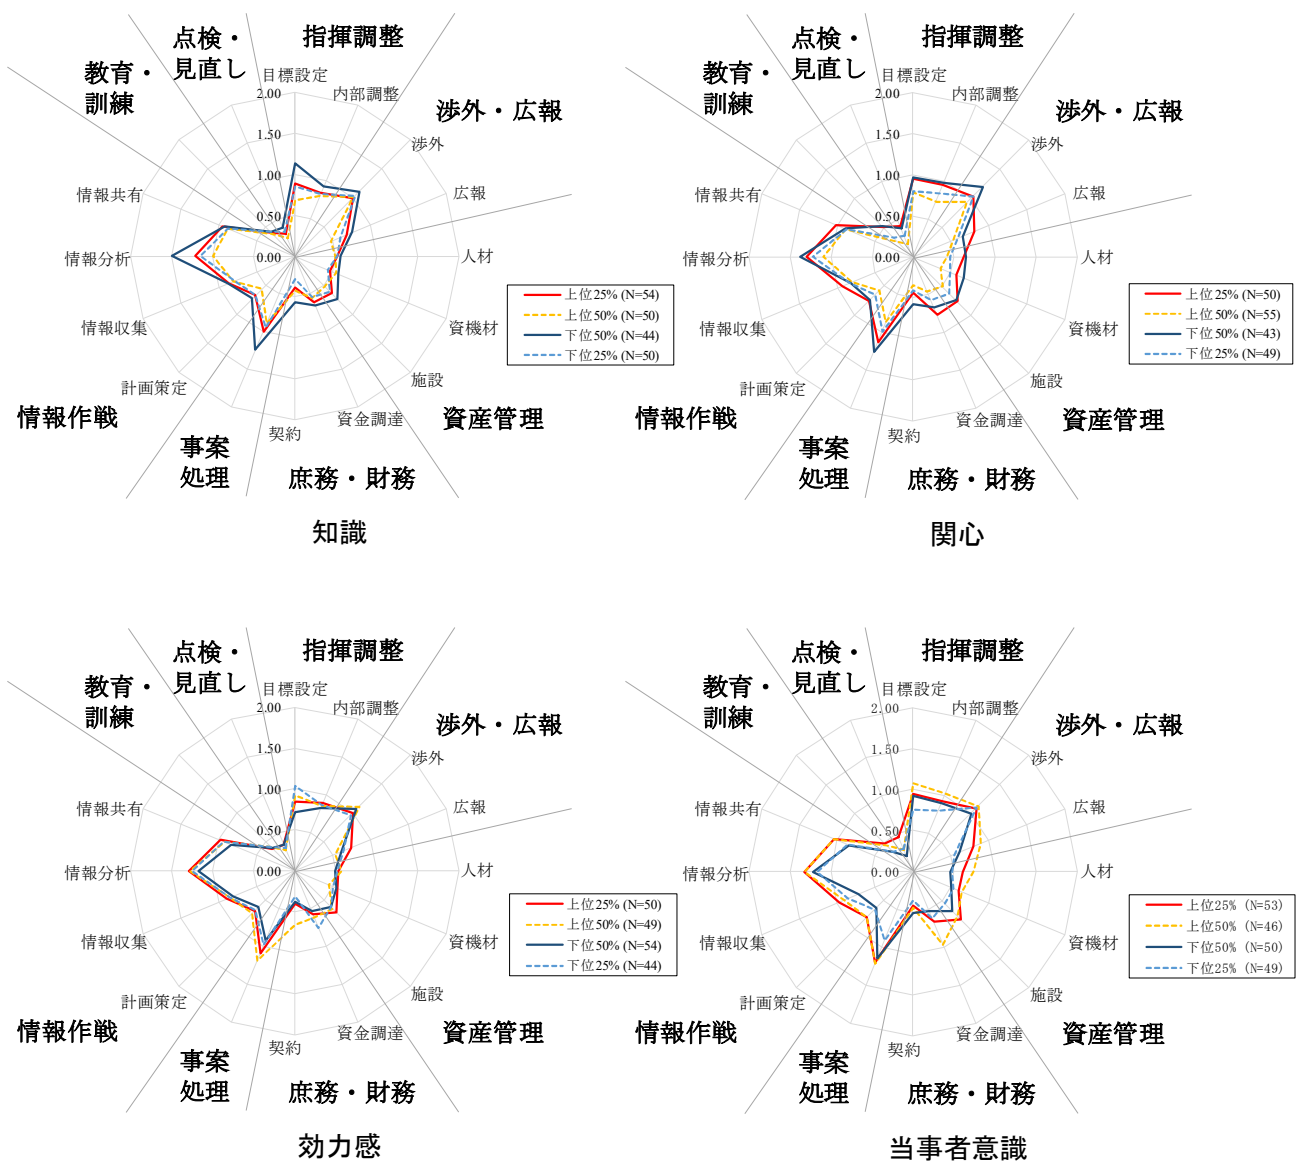 点検・
見直し
指揮調整
教育・
訓練
目標設定
内部調整
渉外・広報
渉外
広報
人材
資機材
施設
資産管理
資金調達
契約
庶務・財務
事案
処理
計画策定
情報作戦
情報収集
情報分析
情報共有
2.00
1.50
1.00
0.50
0.00
上位25% (N=54)
上位50% (N=50)
下位50% (N=44)
下位25% (N=50)
知識
点検・
見直し
指揮調整
教育・
訓練
目標設定
内部調整
渉外・広報
渉外
広報
人材
資機材
施設
資産管理
資金調達
契約
庶務・財務
事案
処理
計画策定
情報作戦
情報収集
情報分析
情報共有
2.00
1.50
1.00
0.50
0.00
上位25% (N=50)
上位50% (N=55)
下位50% (N=43)
下位25% (N=49)
関心
点検・
見直し
指揮調整
教育・
訓練
目標設定
内部調整
渉外・広報
渉外
広報
人材
資機材
施設
資産管理
資金調達
契約
庶務・財務
事案
処理
計画策定
情報作戦
情報収集
情報分析
情報共有
2.00
1.50
1.00
0.50
0.00
上位25% (N=50)
上位50% (N=49)
下位50% (N=54)
下位25% (N=44)
効力感
点検・
見直し
指揮調整
教育・
訓練
目標設定
内部調整
渉外・広報
渉外
広報
人材
資機材
施設
資産管理
資金調達
契約
庶務・財務
事案
処理
計画策定
情報作戦
情報収集
情報分析
情報共有
2.00
1.50
1.00
0.50
0.00
上位25% (N=53)
上位50% (N=46)
下位50% (N=50)
下位25% (N=49)
当事者意識